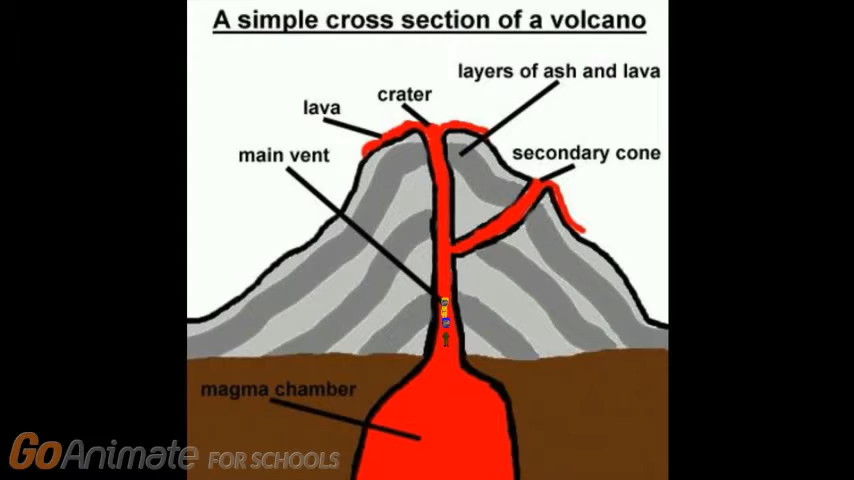 A simple cross section of a volcano
layers of ash and lava
crater
lava
main vent
secondary cone
magma chamber
GoAnimate FOR SCHOOLS